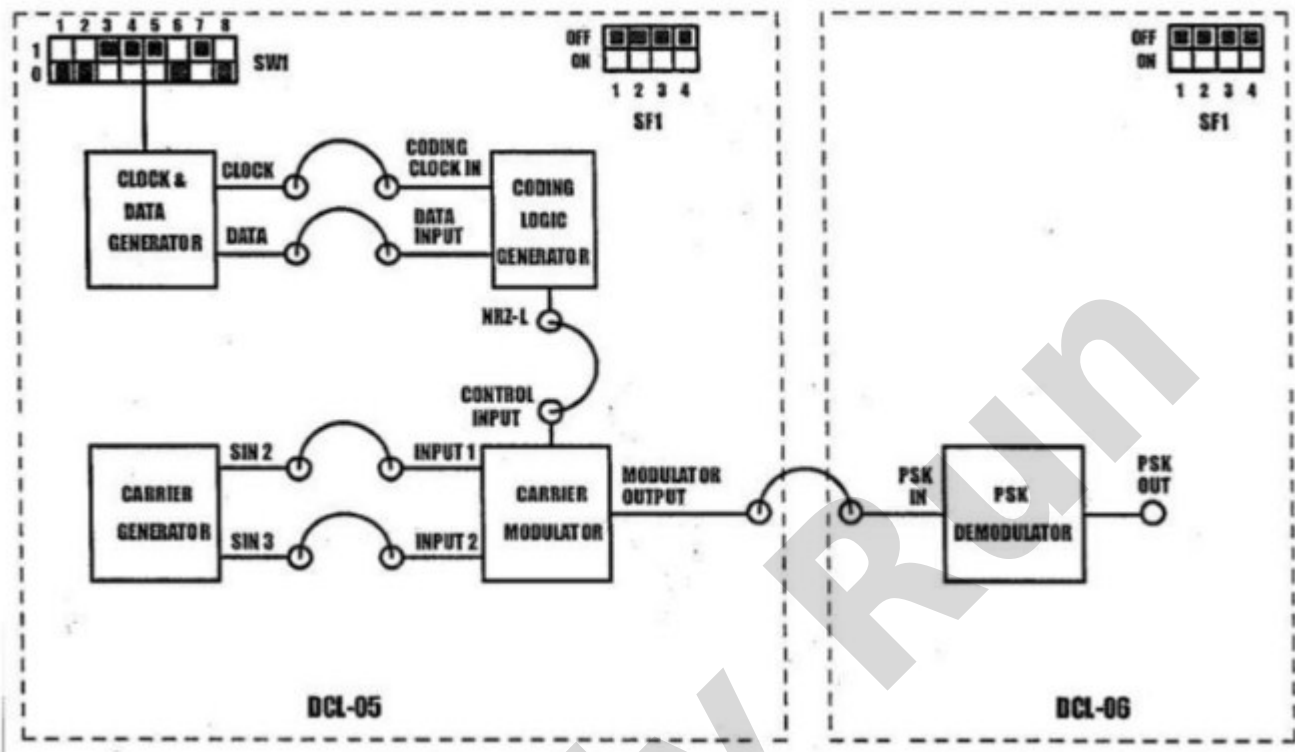 1 2 3 4 5 6 7 8
1
0
SW1
OFF
ON
1 2 3 4
SF1
OFF
ON
1 2 3 4
SF1
CLOCK &
DATA
GENERATOR
CLOCK
DATA
CODING
CLOCK IN
DATA
INPUT
CODING
LOGIC
GENERATOR
NRZ-L
CONTROL
INPUT
CARRIER
GENERATOR
SIN 2
SIN 3
INPUT 1
INPUT 2
CARRIER
MODULATOR
MODULATOR
OUTPUT
PSK
IN
PSK
DEMODULATOR
PSK
OUT
DCL-05
DCL-06
y Run